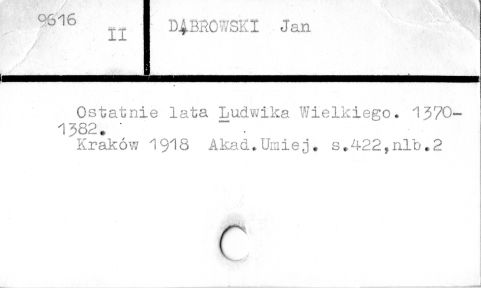 9616
II
DĄBROWSKI Jan
Ostatnie lata Ludwika Wielkiego. 1370-
1382.
Kraków 1918 Akad.Umiej. s.422,nlb.2